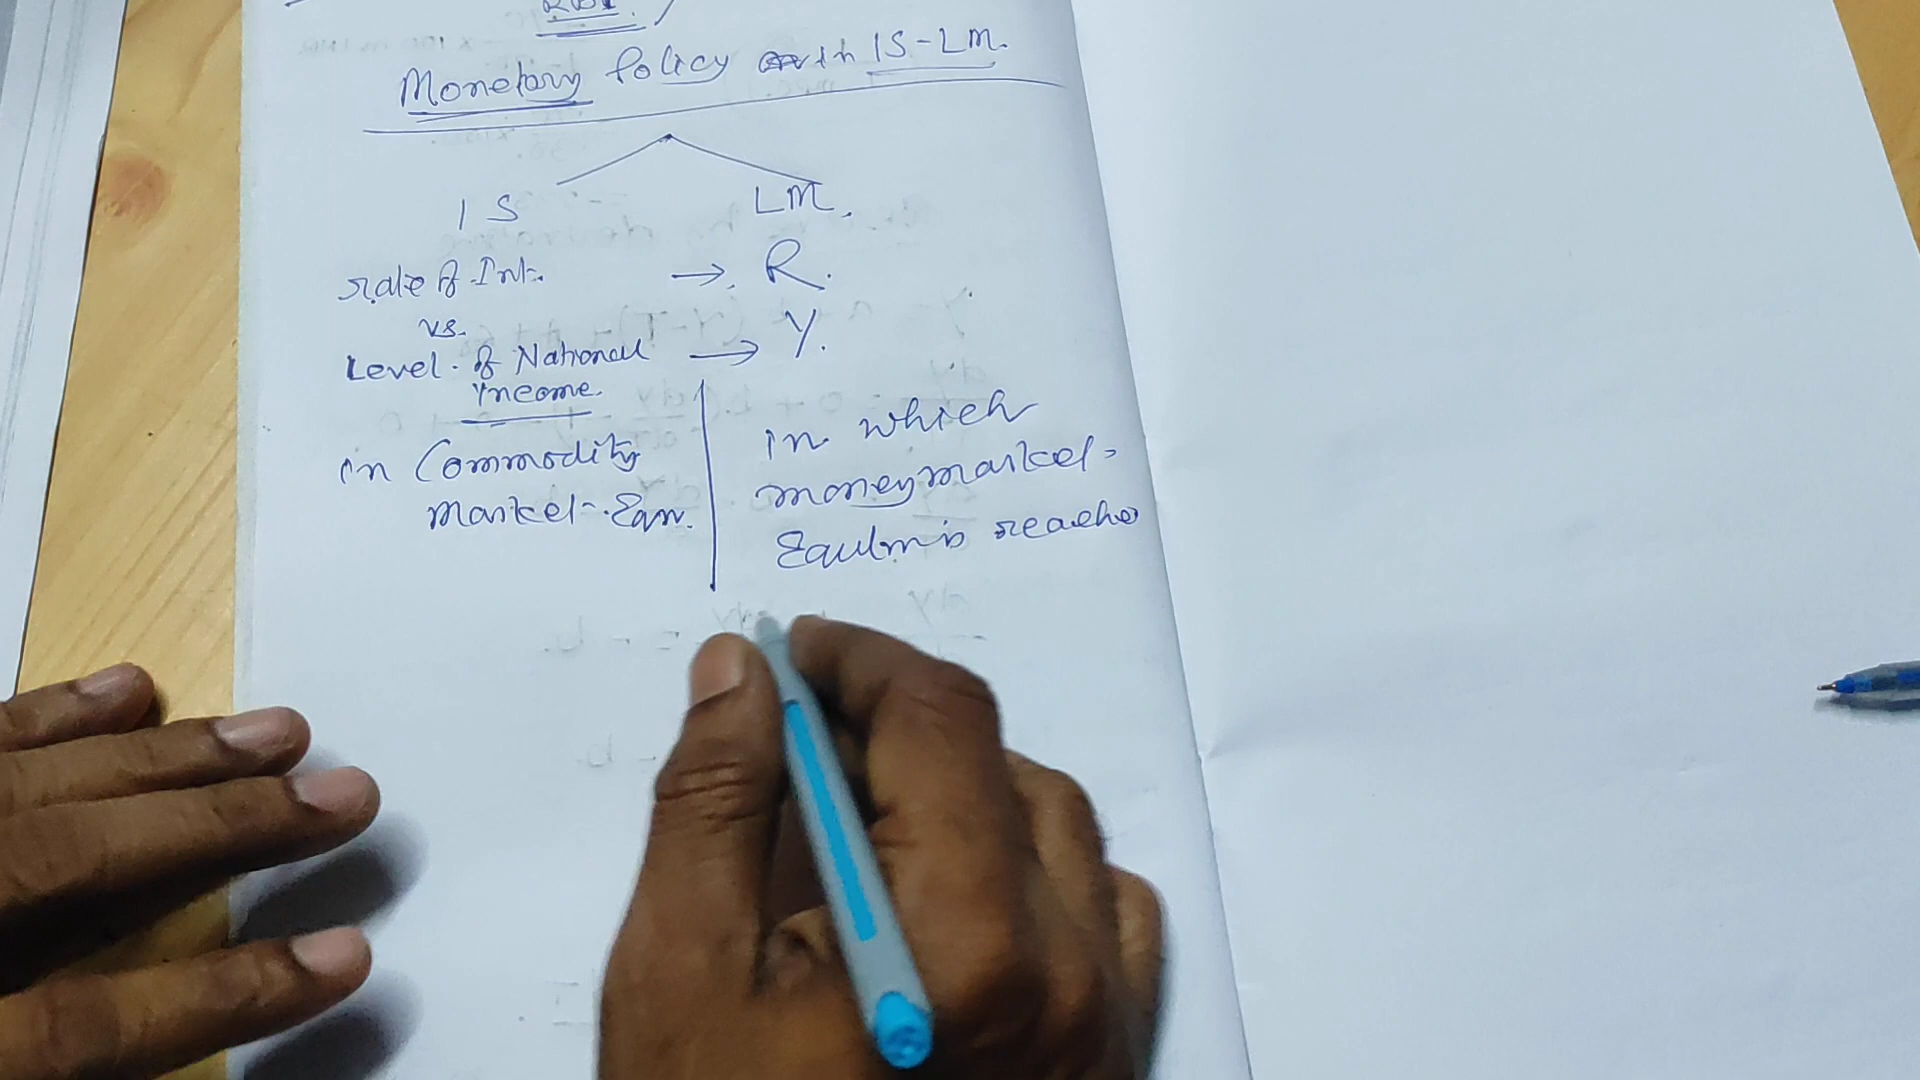 RBI.
Monetary Policy with IS-LM.
IS
LM.
rate of Int. → R.
vs.
Level. of National → Y.
Income.
in Commodity
Market. Eqm.
in which
money market
Equlm is reache